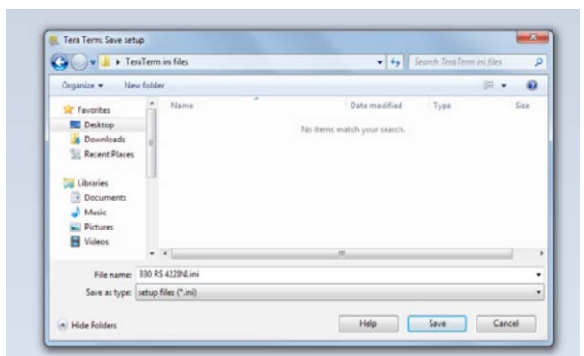 Tera Term: Save setup
TeraTerm ini files
Search TeraTerm ini files
Organize New folder
Name Date modified Type Size
Favorites
Desktop
Downloads
Recent Places
No items match your search.
Libraries
Documents
Music
Pictures
Videos
File name: 330 RS
Save as type: setup files (*.ini)
Hide Folders Help Save Cancel